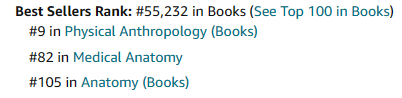 Best Sellers Rank: #55,232 in Books (See Top 100 in Books)
#9 in Physical Anthropology (Books)
#82 in Medical Anatomy
#105 in Anatomy (Books)